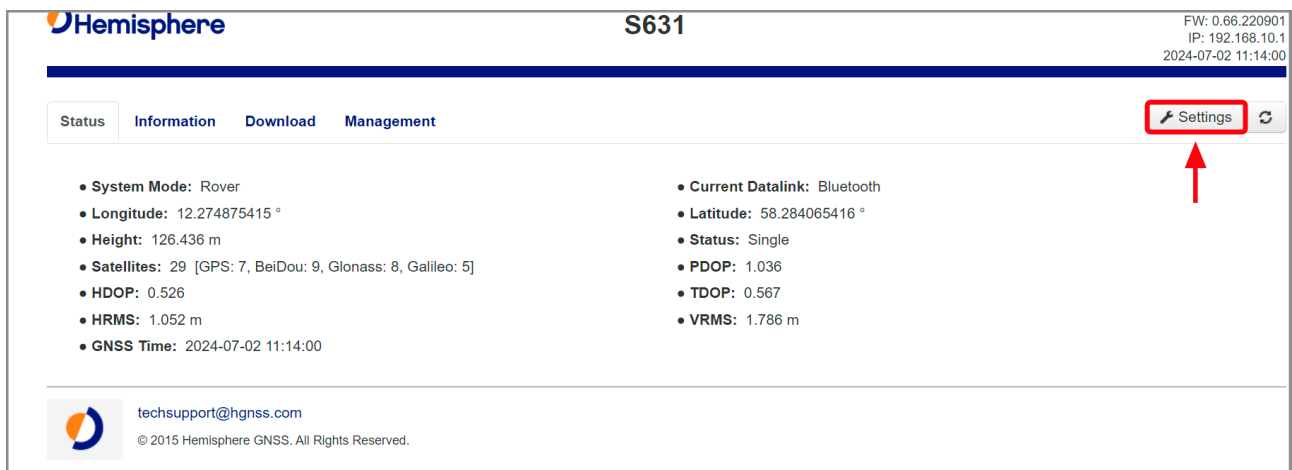 Hemisphere
S631
FW: 0.66.220901
IP: 192.168.10.1
2024-07-02 11:14:00
Status Information Download Management Settings
● System Mode: Rover
● Current Datalink: Bluetooth
● Longitude: 12.274875415 °
● Latitude: 58.284065416 °
● Height: 126.436 m
● Status: Single
● Satellites: 29 [GPS: 7, BeiDou: 9, Glonass: 8, Galileo: 5]
● PDOP: 1.036
● HDOP: 0.526
● TDOP: 0.567
● HRMS: 1.052 m
● VRMS: 1.786 m
● GNSS Time: 2024-07-02 11:14:00
techsupport@hgnss.com
© 2015 Hemisphere GNSS. All Rights Reserved.